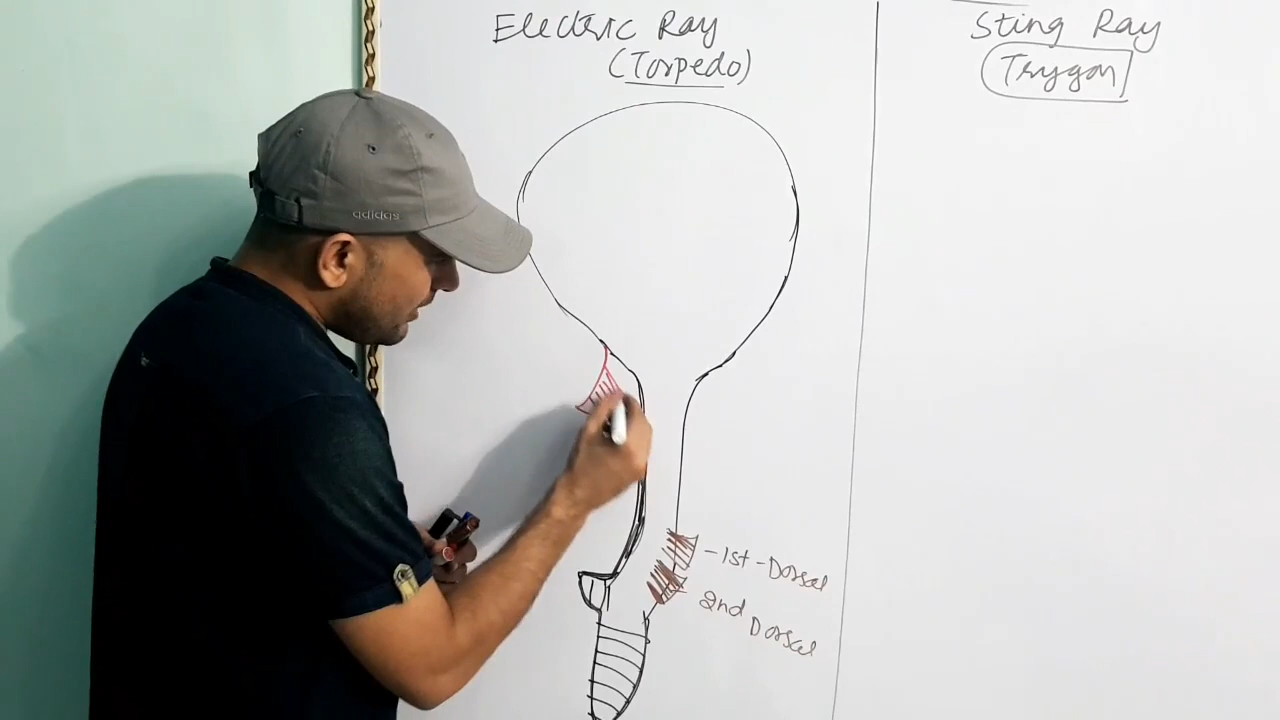 Electric Ray
(Torpedo)
Sting Ray
Trygon
adidas
-1st-Dorsal
2nd Dorsal